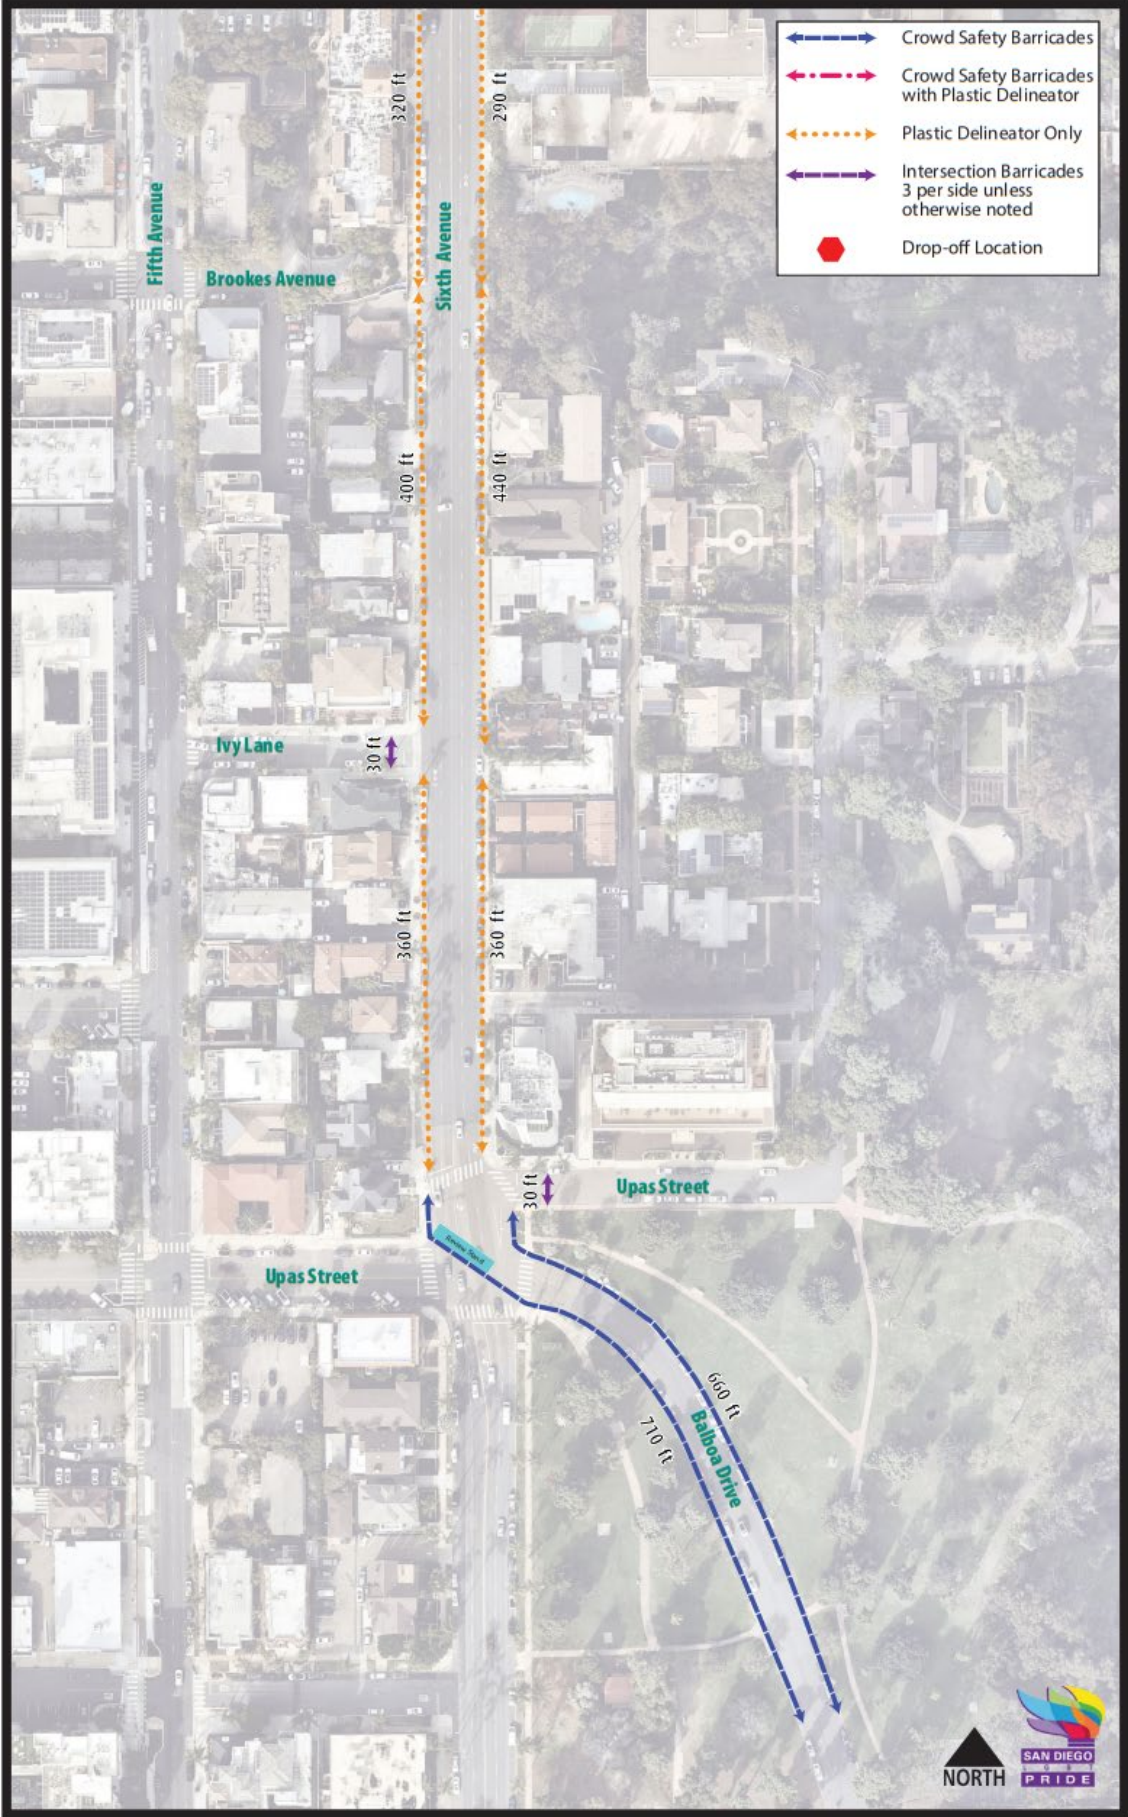 Crowd Safety Barricades
Crowd Safety Barricades
with Plastic Delineator
Plastic Delineator Only
Intersection Barricades
3 per side unless
otherwise noted
Drop-off Location
320 ft
290 ft
Fifth Avenue
Sixth Avenue
Brookes Avenue
400 ft
440 ft
Ivy Lane
30 ft
360 ft
360 ft
30 ft
Upas Street
Upas Street
660 ft
710 ft
Balboa Drive
NORTH
SAN DIEGO
LGBT
PRIDE